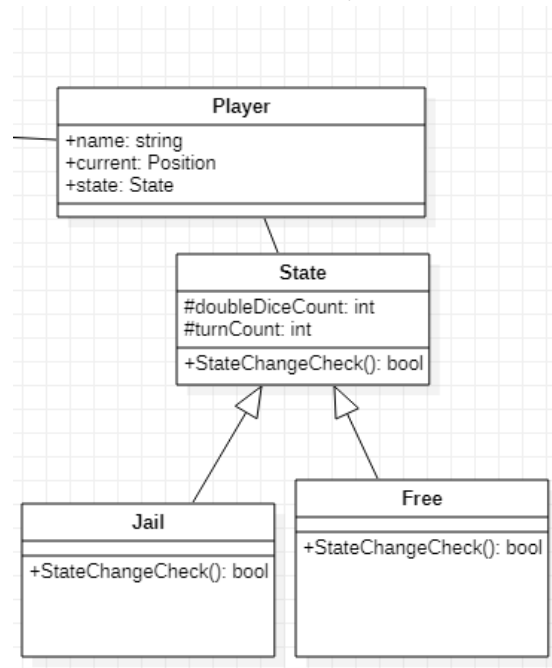 Player
+name: string
+current: Position
+state: State
State
#doubleDiceCount: int
#turnCount: int
+StateChangeCheck(): bool
Jail
+StateChangeCheck(): bool
Free
+StateChangeCheck(): bool